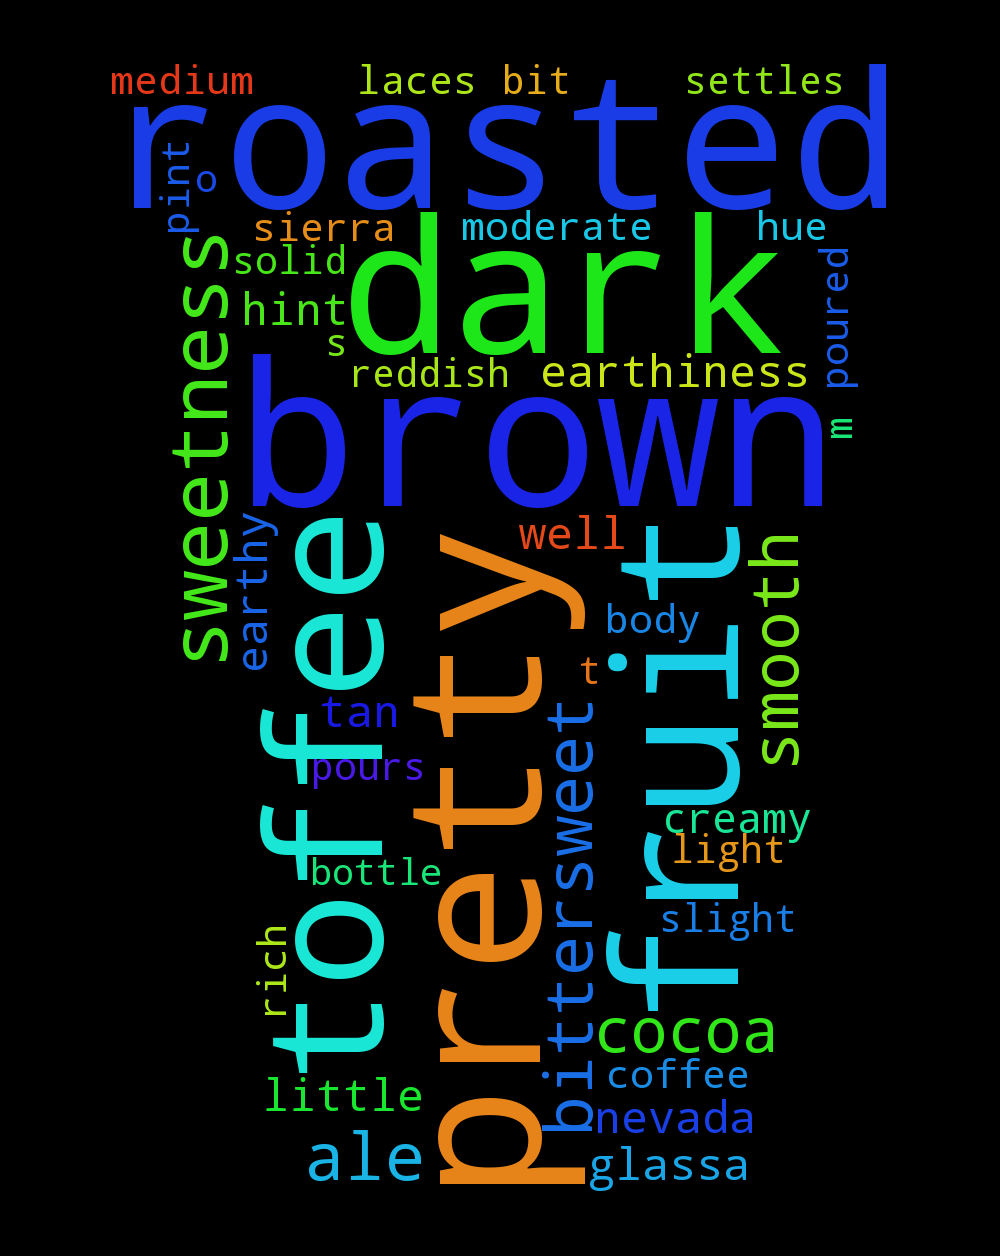 medium laces bit settles
roasted
pint o
sierra moderate hue
solid dark
hint
s
poured
reddish earthiness
sweetness brown m
earthy toffee pretty well fruit smooth
body
t
tan
pours bittersweet
creamy
light
bottle
slight
rich
cocoa
coffee
little
nevada
ale glassa